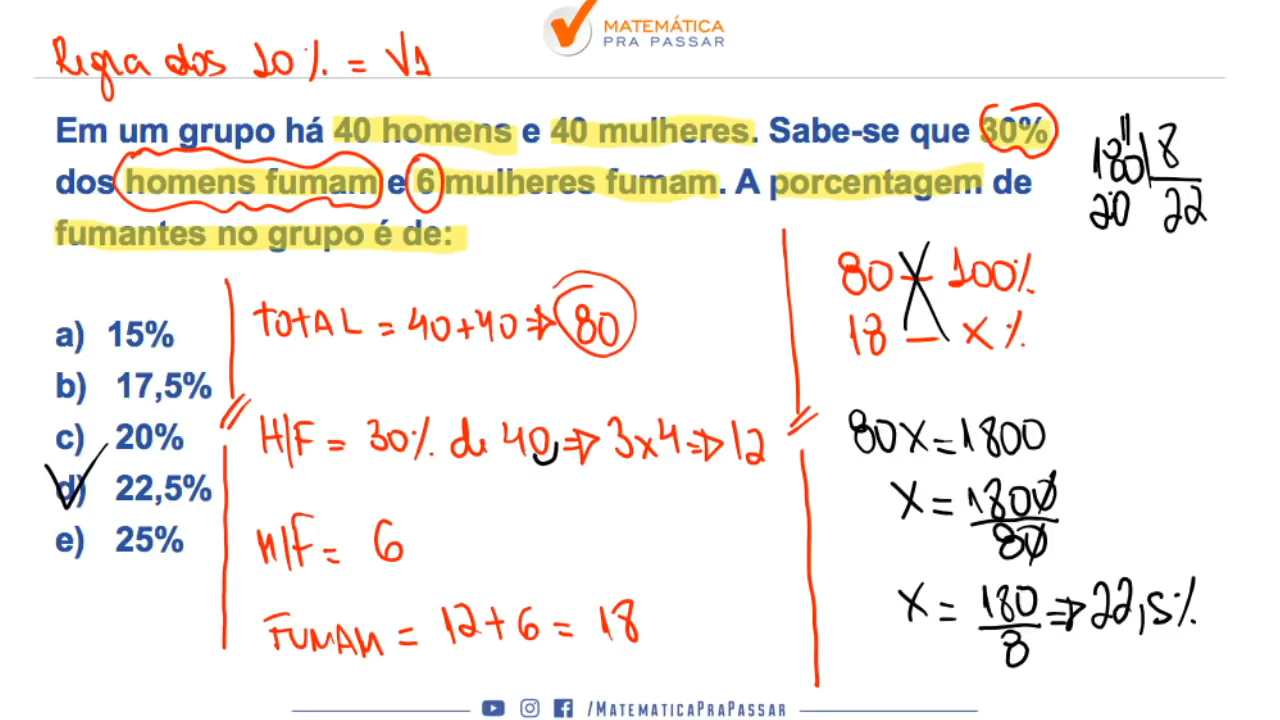 MATEMÁTICA
PRA PASSAR
Regra dos 10% = V1
Em um grupo há 40 homens e 40 mulheres. Sabe-se que 30%
dos homens fumam e 6 mulheres fumam. A porcentagem de
fumantes no grupo é de:
180 8
20 22
a) 15%
b) 17,5%
c) 20%
d) 22,5%
e) 25%
TOTAL = 40+40 ⇒ 80
H/F = 30% de 40 ⇒ 3x4 ⇒ 12
M/F = 6
FUMAM = 12+6 = 18
80 – 100%
18 – x%
80x = 1800
x = 1800/80
x = 180/8 ⇒ 22,5%
/MATEMATICAPRAPASSAR